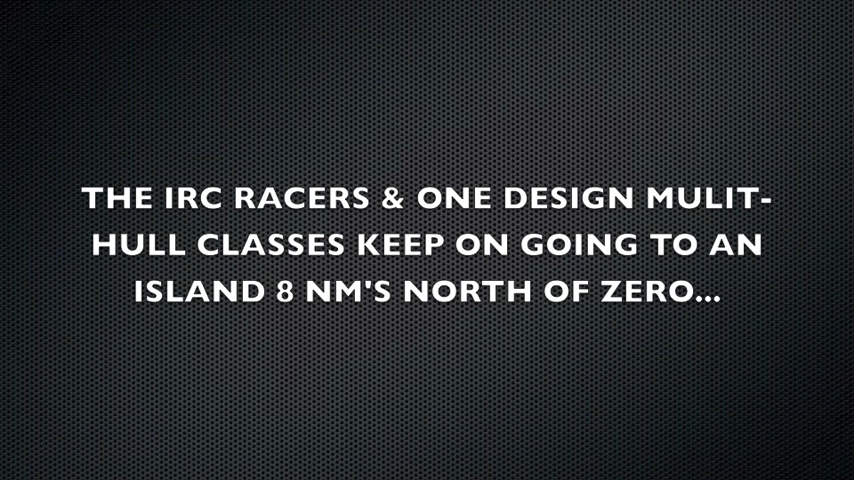 THE IRC RACERS & ONE DESIGN MULIT-
HULL CLASSES KEEP ON GOING TO AN
ISLAND 8 NM'S NORTH OF ZERO...